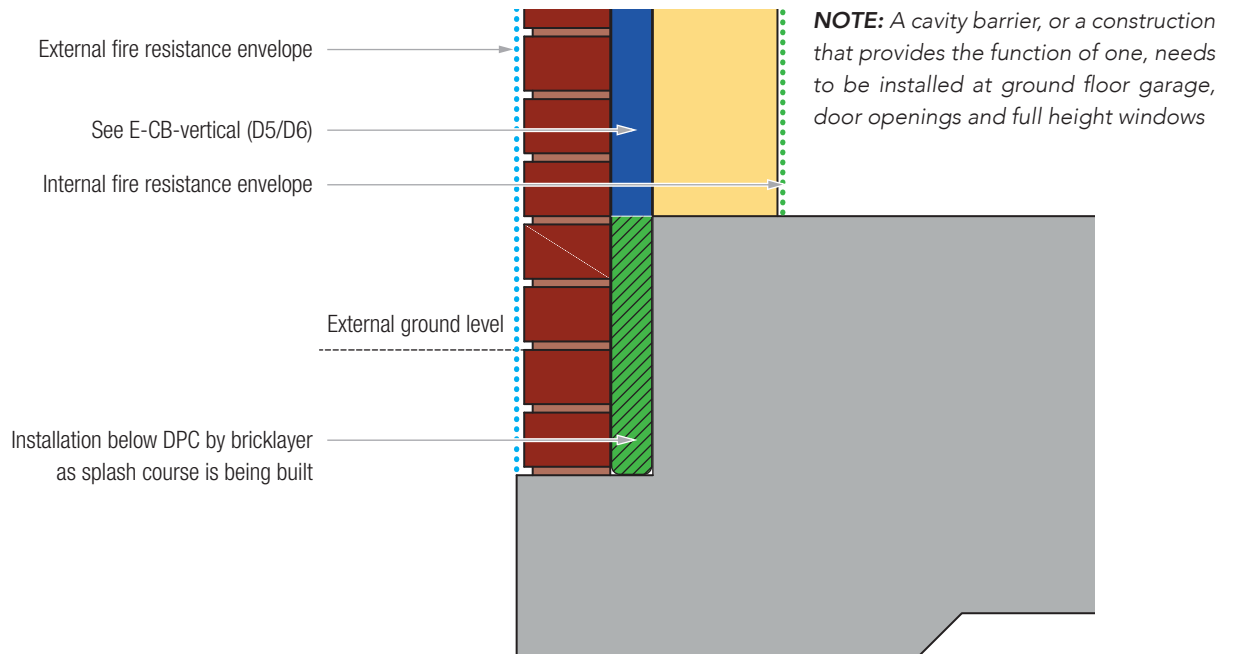 External fire resistance envelope
See E-CB-vertical (D5/D6)
Internal fire resistance envelope
External ground level
Installation below DPC by bricklayer
as splash course is being built
NOTE: A cavity barrier, or a construction
that provides the function of one, needs
to be installed at ground floor garage,
door openings and full height windows